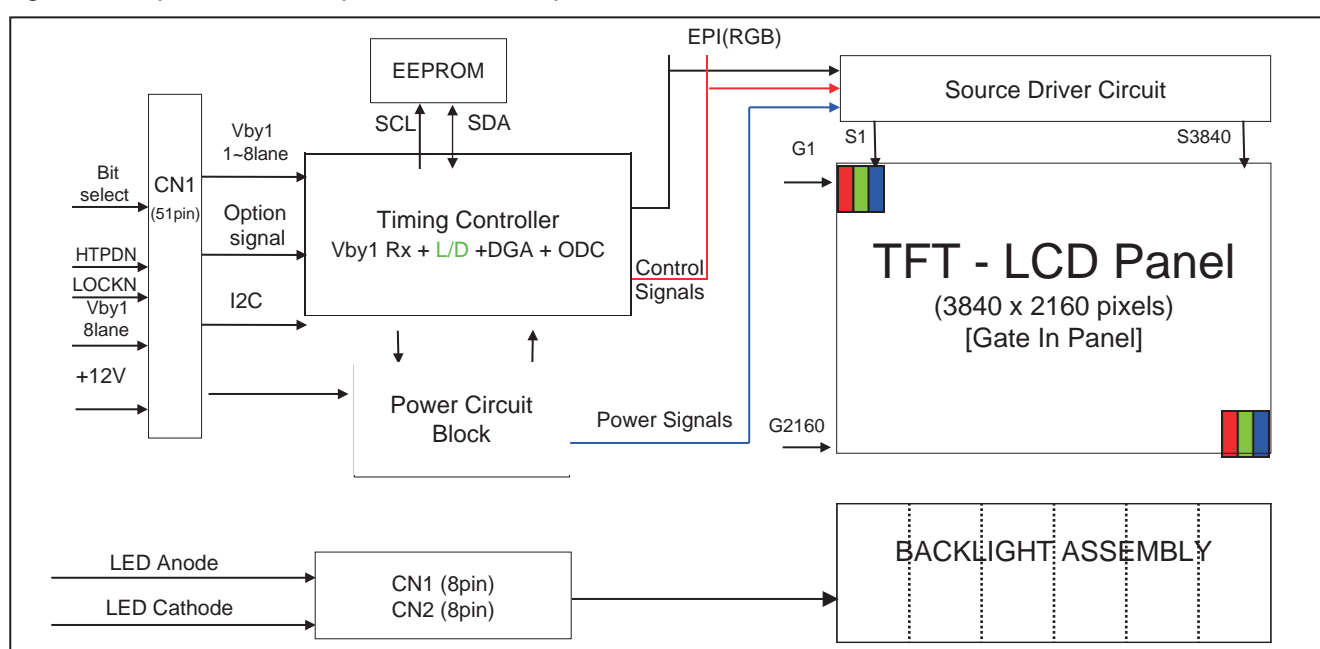 EPI(RGB)
EEPROM
SCL
SDA
Source Driver Circuit
S1
S3840
G1
Vby1
1~8lane
Bit
select
CN1
(51pin)
Option
signal
Timing Controller
Vby1 Rx + L/D +DGA + ODC
HTPDN
LOCKN
Vby1
8lane
I2C
Control
Signals
TFT - LCD Panel
(3840 x 2160 pixels)
[Gate In Panel]
+12V
Power Circuit
Block
Power Signals
G2160
LED Anode
LED Cathode
CN1 (8pin)
CN2 (8pin)
BACKLIGHT ASSEMBLY